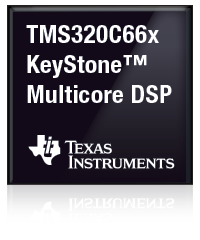 TMS320C66x
KeyStone™
Multicore DSP
TEXAS
INSTRUMENTS